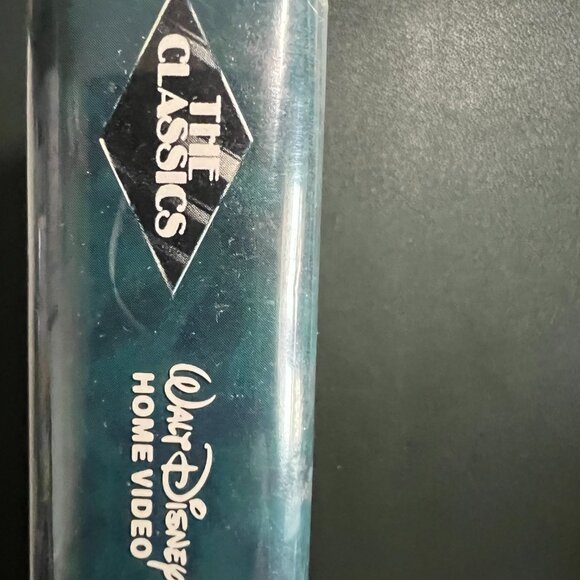 THE
CLASSICS
WALT DISNEY
HOME VIDEO